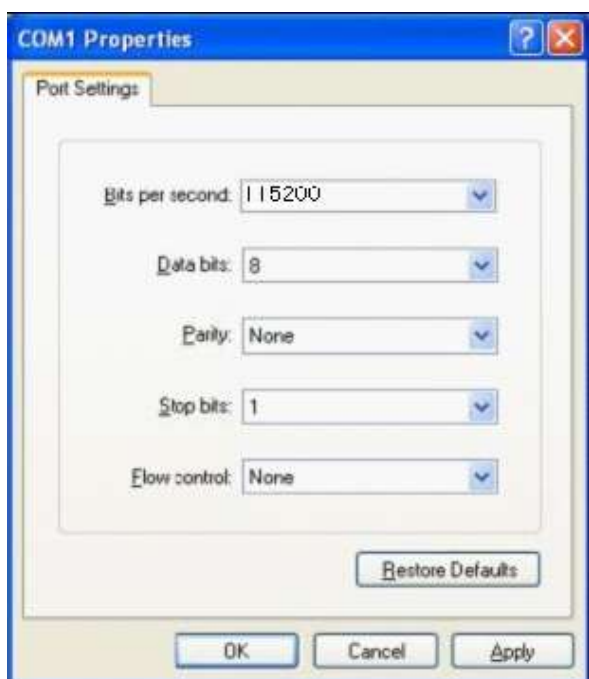 COM1 Properties
Port Settings
Bits per second: 115200
Data bits: 8
Parity: None
Stop bits: 1
Flow control: None
Restore Defaults
OK Cancel Apply